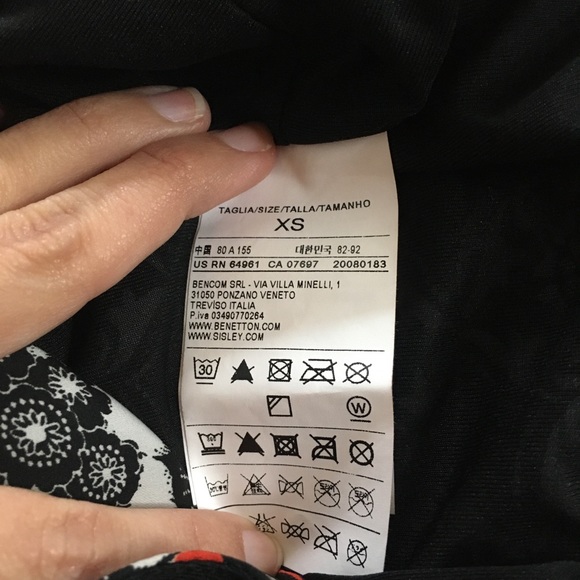 TAGLIA/SIZE/TALLA/TAMANHO
XS
中国 80 A 155 대한민국 82-92
US RN 64961 CA 07697 20080183
BENCOM SRL - VIA VILLA MINELLI, 1
31050 PONZANO VENETO
TREVISO ITALIA
P.iva 03490770264
WWW.BENETTON.COM
WWW.SISLEY.COM
30
W